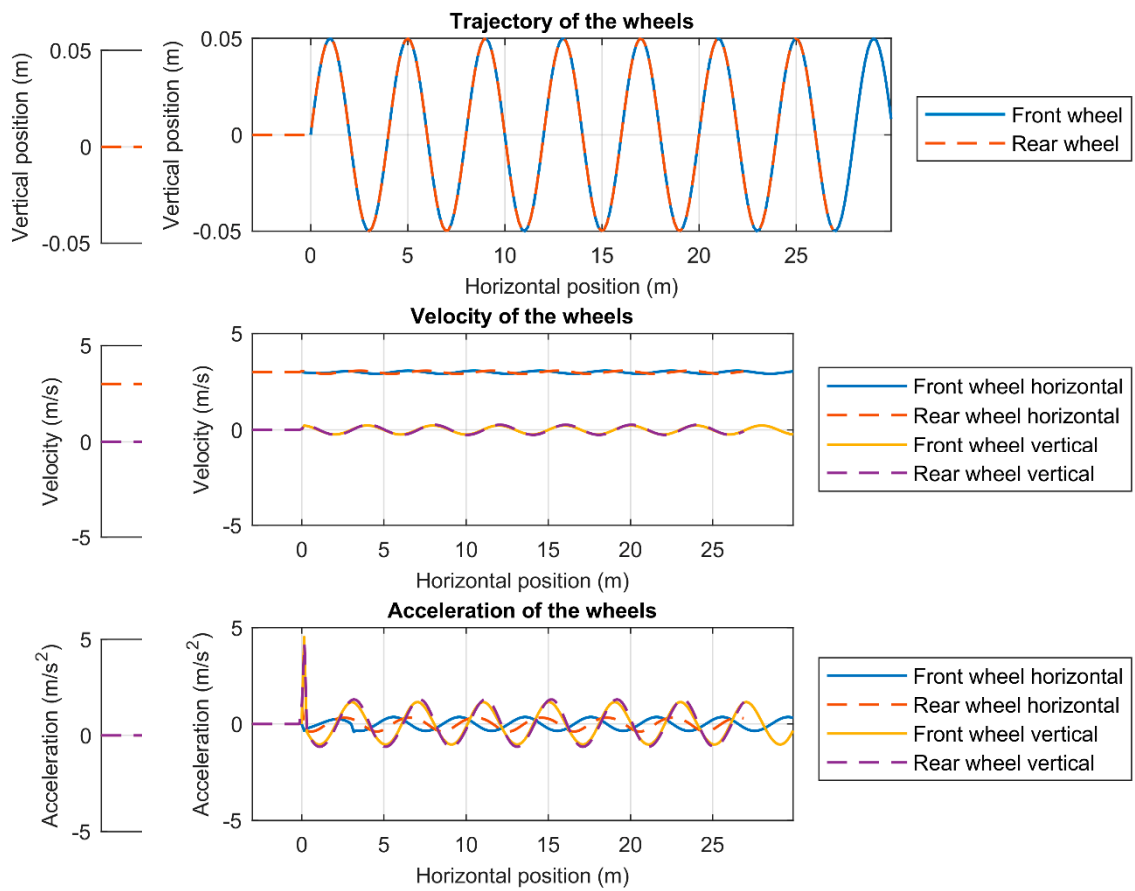 Trajectory of the wheels
0.05
0
-0.05
Vertical position (m)
0.05
0
-0.05
Vertical position (m)
0 5 10 15 20 25
Horizontal position (m)
Front wheel
Rear wheel
Velocity of the wheels
5
0
-5
Velocity (m/s)
5
0
-5
Velocity (m/s)
0 5 10 15 20 25
Horizontal position (m)
Front wheel horizontal
Rear wheel horizontal
Front wheel vertical
Rear wheel vertical
Acceleration of the wheels
5
0
-5
Acceleration (m/s²)
5
0
-5
Acceleration (m/s²)
0 5 10 15 20 25
Horizontal position (m)
Front wheel horizontal
Rear wheel horizontal
Front wheel vertical
Rear wheel vertical